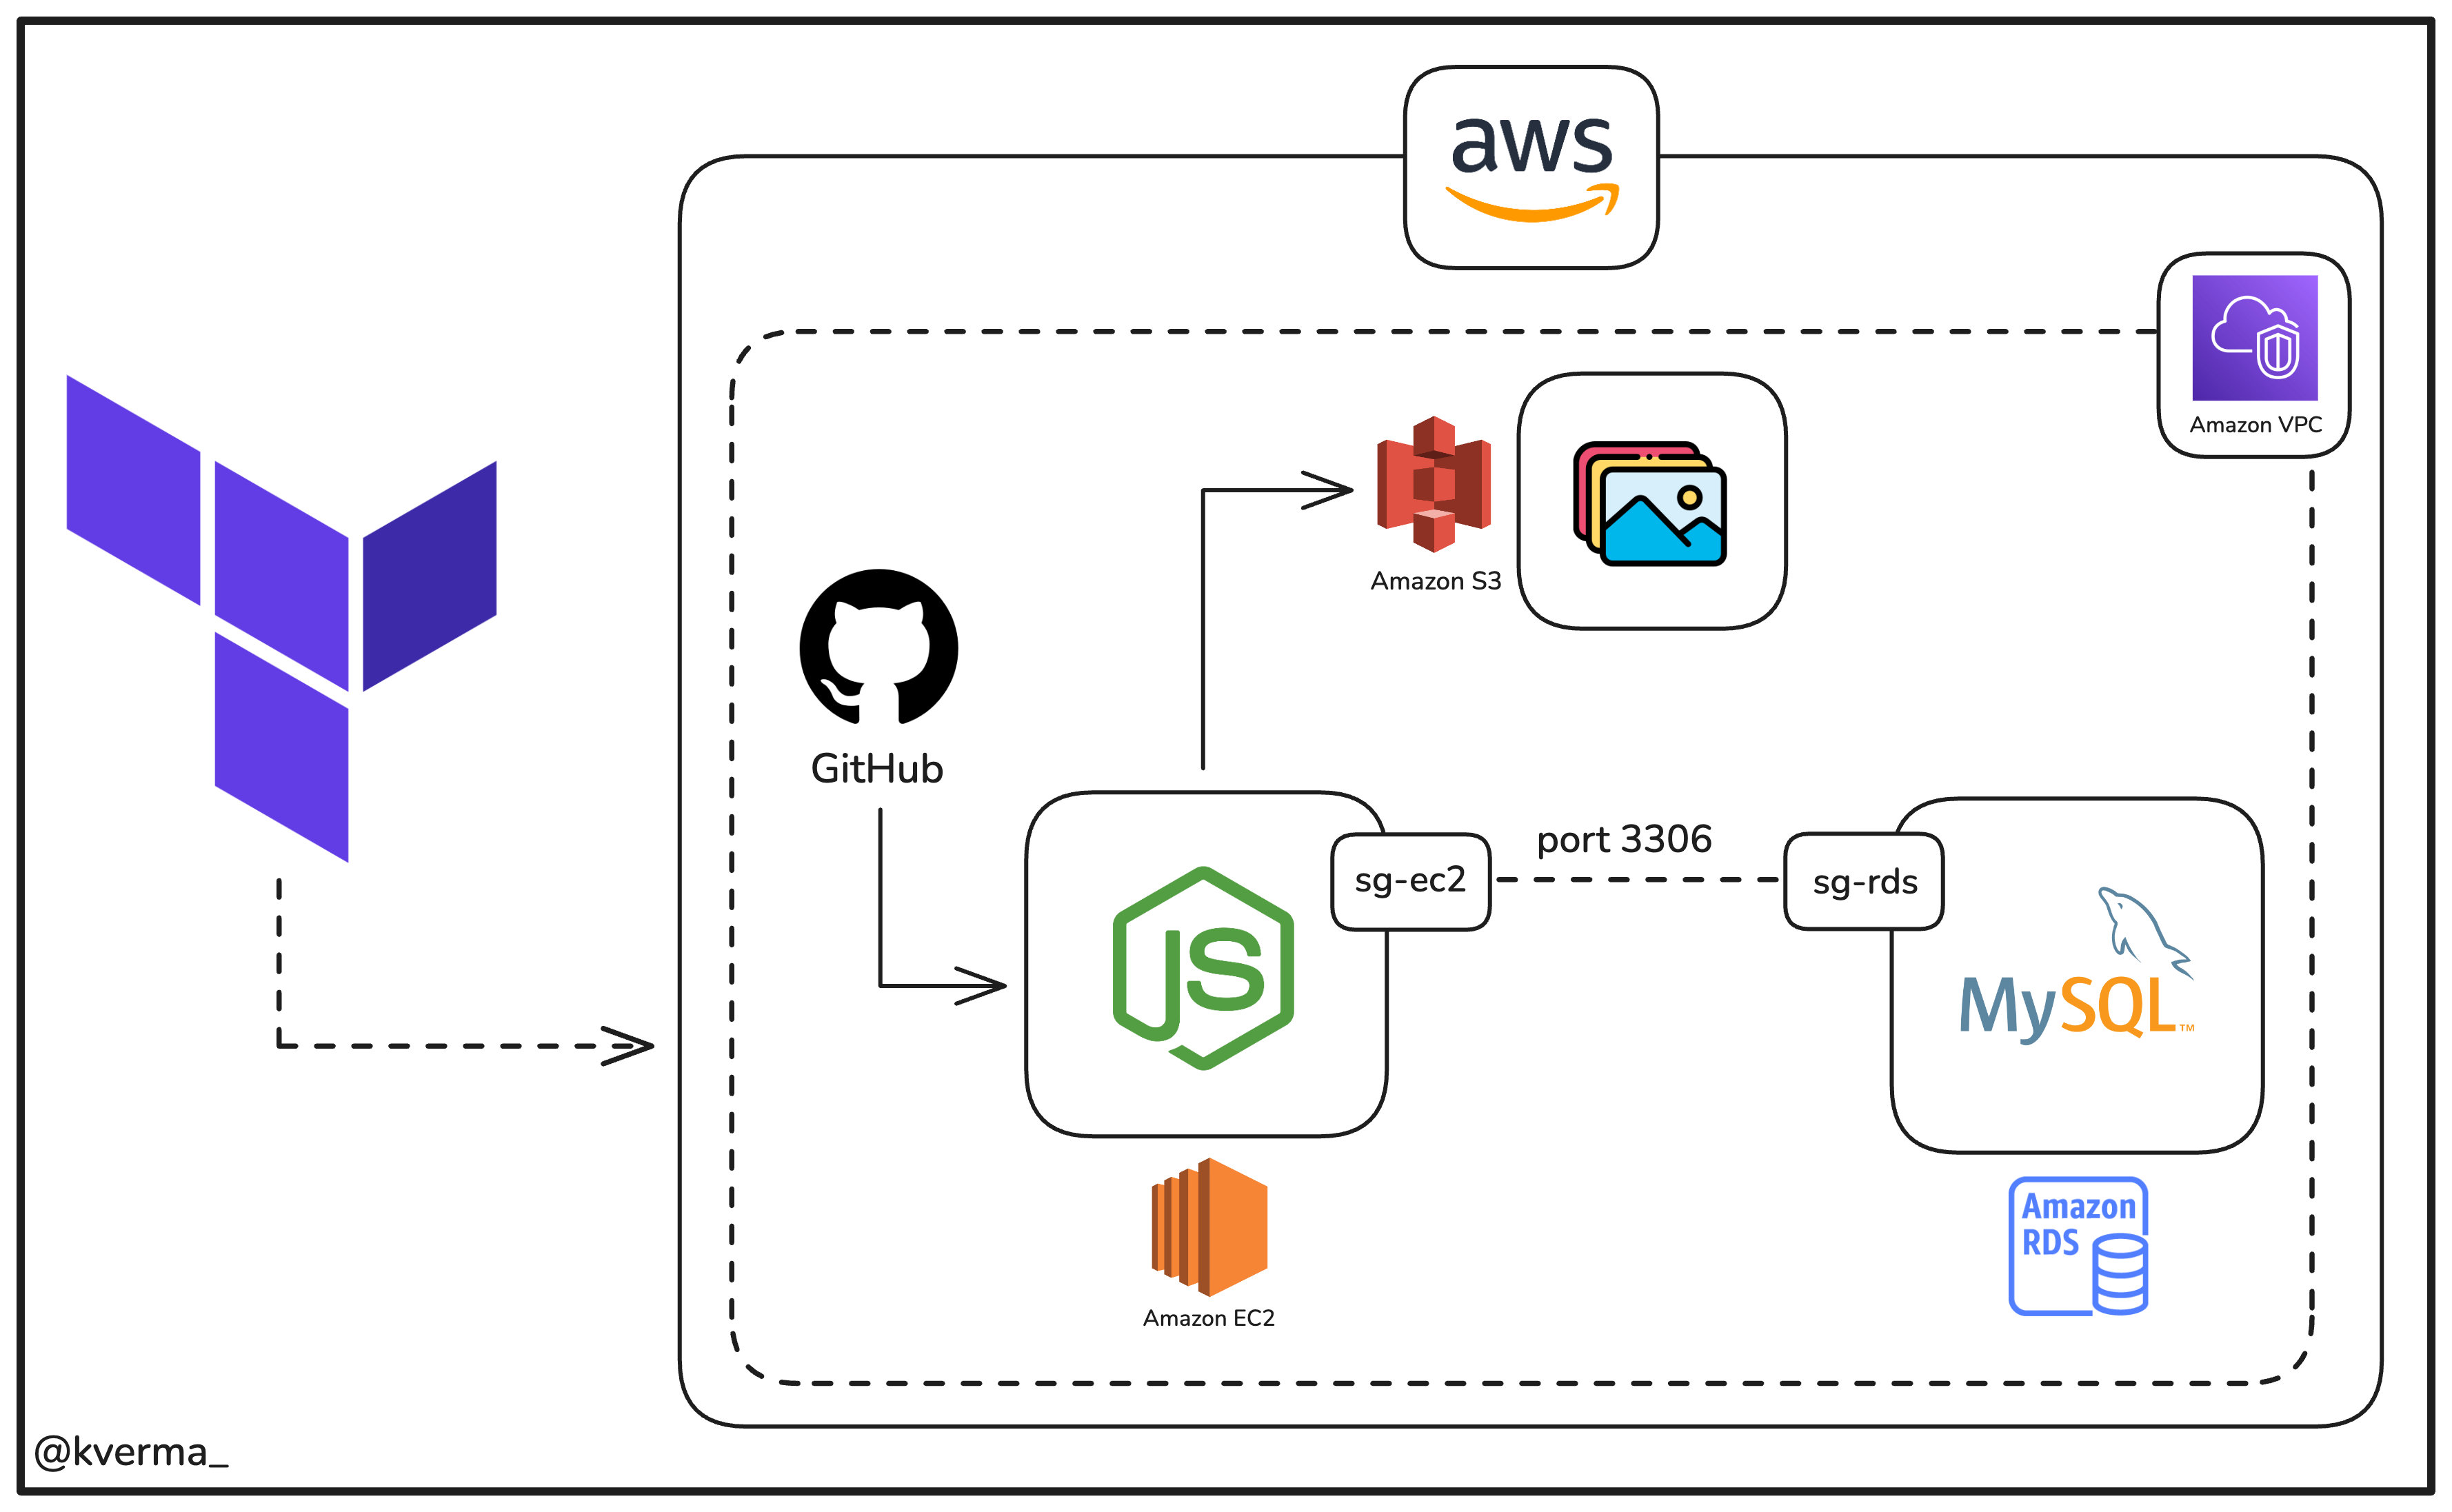 aws
Amazon VPC
Amazon S3
GitHub
port 3306
sg-ec2
sg-rds
JS
MySQL™
Amazon
RDS
Amazon EC2
@kverma_